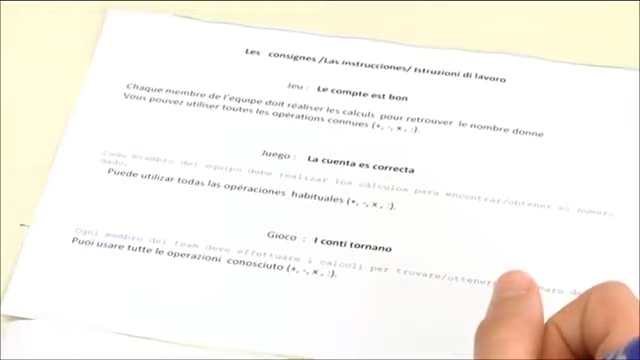 Les consignes /Las instrucciones/ Istruzioni di lavoro
Jeu : Le compte est bon
Chaque membre de l'équipe doit réaliser les calculs pour retrouver le nombre donné
Vous pouvez utiliser toutes les opérations connues (+, -, x , :).
Juego : La cuenta es correcta
Cada miembro del equipo debe realizar los cálculos para encontrar/obtener el numero
dado.
Puede utilizar todas las operaciones habituales (+, -, x, :).
Gioco : I conti tornano
Ogni membro del team deve effettuare i calcoli per trovare/ottenere
Puoi usare tutte le operazioni conosciuto (+, -, x , :).